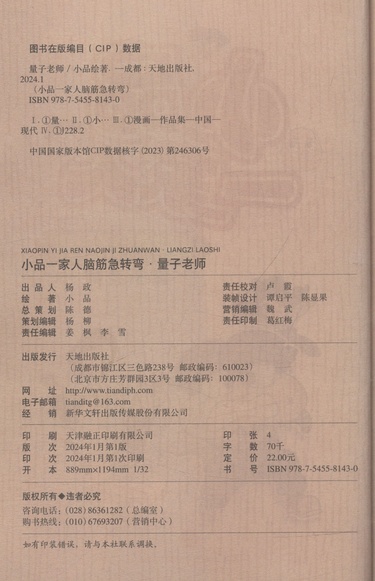 图书在版编目（CIP）数据
量子老师 / 小品绘著. —成都：天地出版社，
2024.1
（小品一家人脑筋急转弯）
ISBN 978-7-5455-8143-0
Ⅰ.①量… Ⅱ.①小… Ⅲ.①漫画—作品集—中国—
现代 Ⅳ.①J228.2
中国国家版本馆CIP数据核字（2023）第246306号
XIAOPIN YI JIA REN NAOJIN JI ZHUANWAN · LIANGZI LAOSHI
小品一家人脑筋急转弯·量子老师
出品人 杨 政
绘著 小 品
总策划 陈 德
策划编辑 杨 柳
责任编辑 姜 枫 李 雪
责任校对 卢 霞
装帧设计 谭启平 陈显果
营销编辑 魏 武
责任印制 葛红梅
出版发行 天地出版社
（成都市锦江区三色路238号 邮政编码：610023）
（北京市方庄芳群园3区3号 邮政编码：100078）
网址 http://www.tiandiph.com
电子邮箱 tianditg@163.com
经销 新华文轩出版传媒股份有限公司
印刷 天津融正印刷有限公司
版次 2024年1月第1版
印次 2024年1月第1次印刷
开本 889mm×1194mm 1/32
印张 4
字数 70千
定价 22.00元
书号 ISBN 978-7-5455-8143-0
版权所有◆违者必究
咨询电话：（028）86361282（总编室）
购书热线：（010）67693207（营销中心）
如有印装错误，请与本社联系调换。